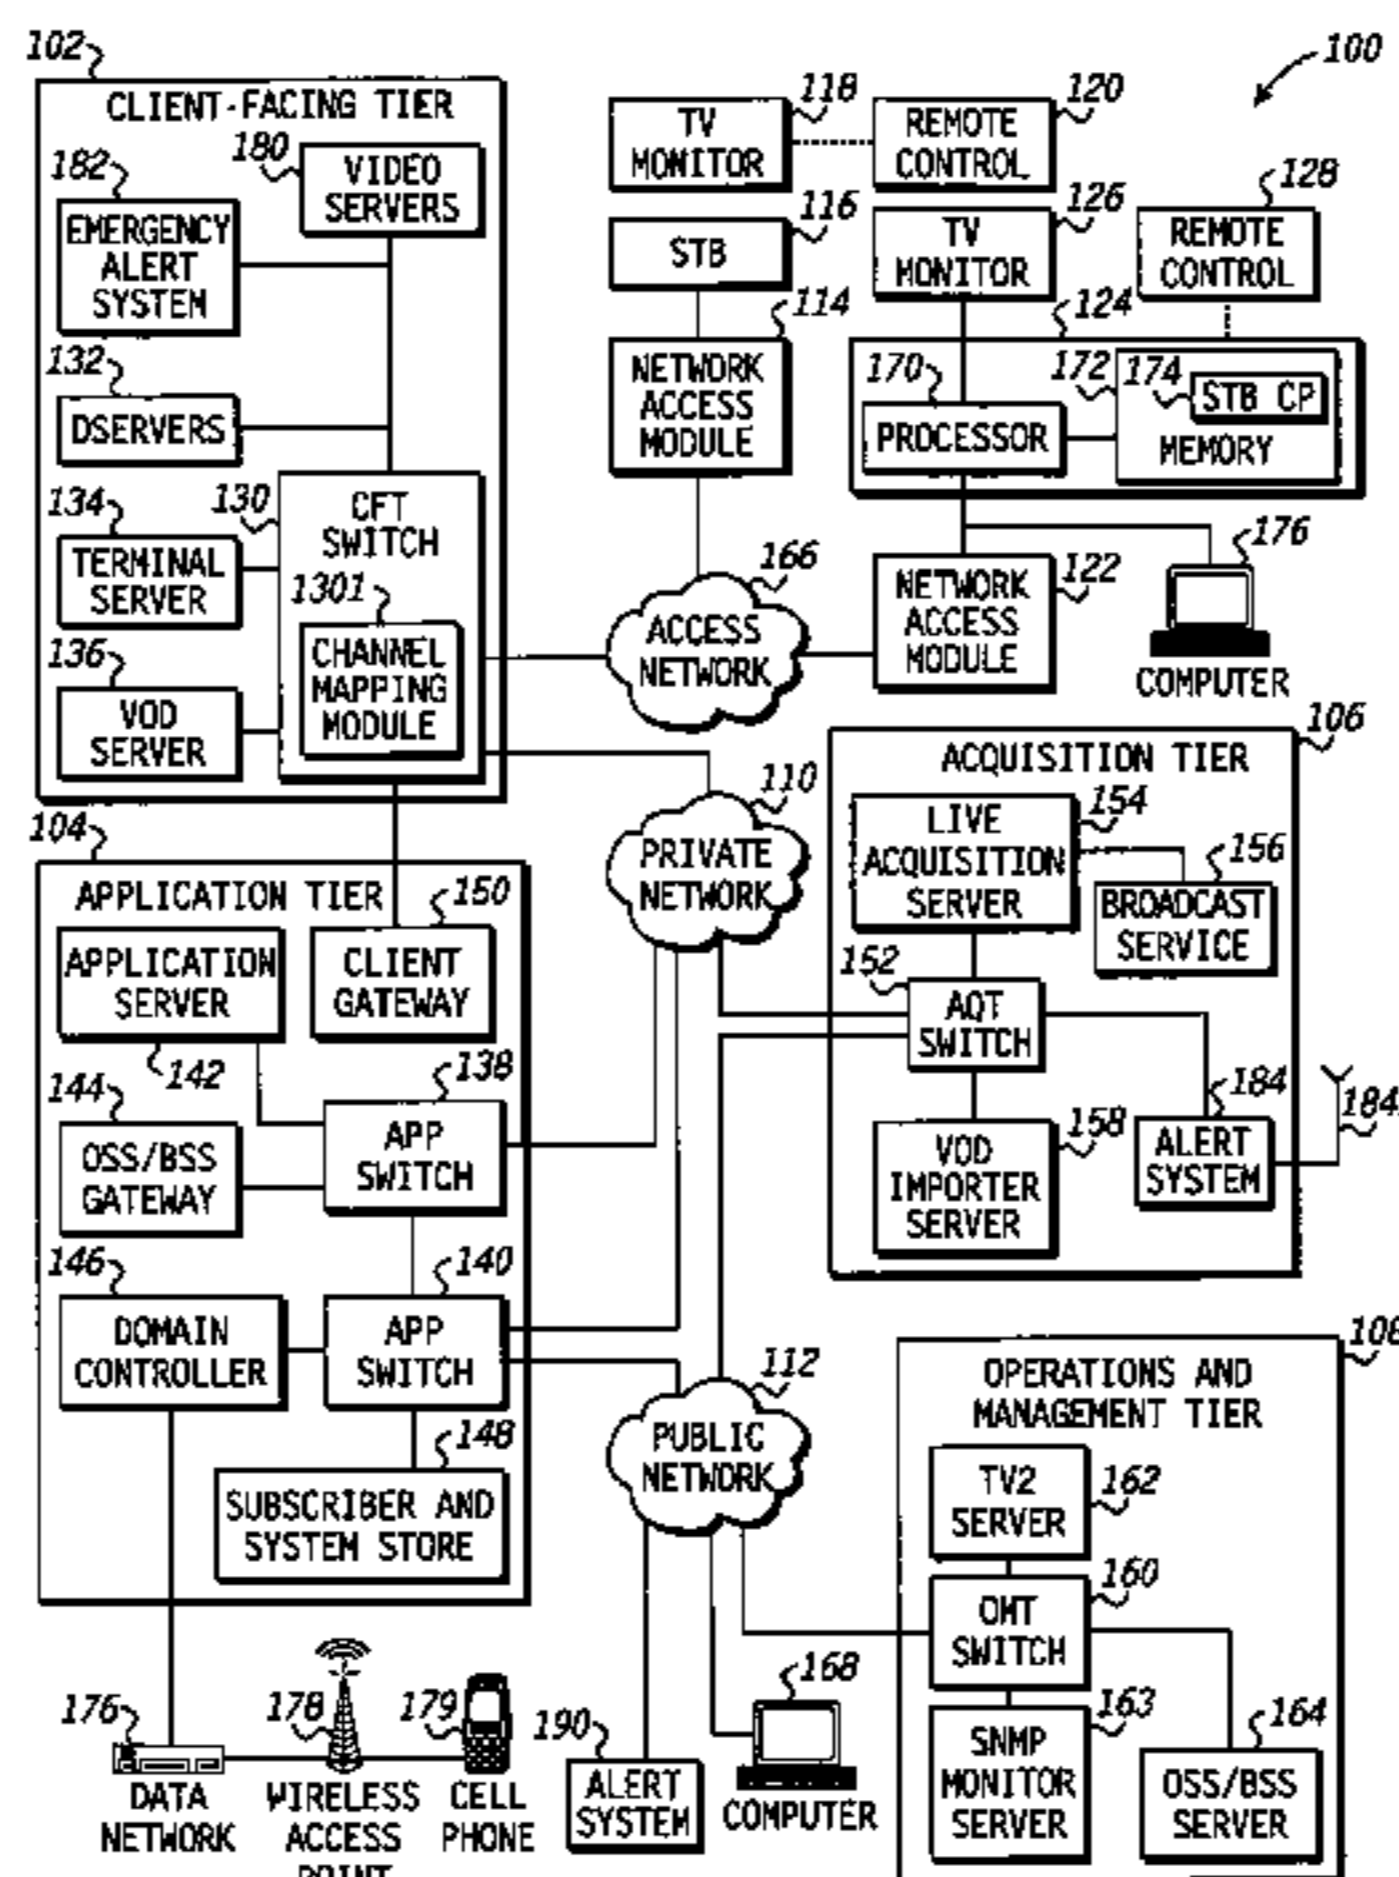 102
100
CLIENT-FACING TIER
180
VIDEO
SERVERS
182
EMERGENCY
ALERT
SYSTEM
132
DSERVERS
134
TERMINAL
SERVER
136
VOD
SERVER
130
CFT
SWITCH
1301
CHANNEL
MAPPING
MODULE
118
TV
MONITOR
120
REMOTE
CONTROL
116
STB
126
TV
MONITOR
128
REMOTE
CONTROL
114
NETWORK
ACCESS
MODULE
124
170
PROCESSOR
172
174
STB CP
MEMORY
166
ACCESS
NETWORK
122
NETWORK
ACCESS
MODULE
176
COMPUTER
110
PRIVATE
NETWORK
106
ACQUISITION TIER
154
LIVE
ACQUISITION
SERVER
156
BROADCAST
SERVICE
152
AQT
SWITCH
158
VOD
IMPORTER
SERVER
184
ALERT
SYSTEM
184
104
APPLICATION TIER
150
CLIENT
GATEWAY
APPLICATION
SERVER
142
138
APP
SWITCH
144
OSS/BSS
GATEWAY
146
DOMAIN
CONTROLLER
140
APP
SWITCH
148
SUBSCRIBER AND
SYSTEM STORE
112
PUBLIC
NETWORK
108
OPERATIONS AND
MANAGEMENT TIER
162
TV2
SERVER
160
OMT
SWITCH
163
SNMP
MONITOR
SERVER
164
OSS/BSS
SERVER
176
DATA
NETWORK
178
WIRELESS
ACCESS
POINT
179
CELL
PHONE
190
ALERT
SYSTEM
168
COMPUTER